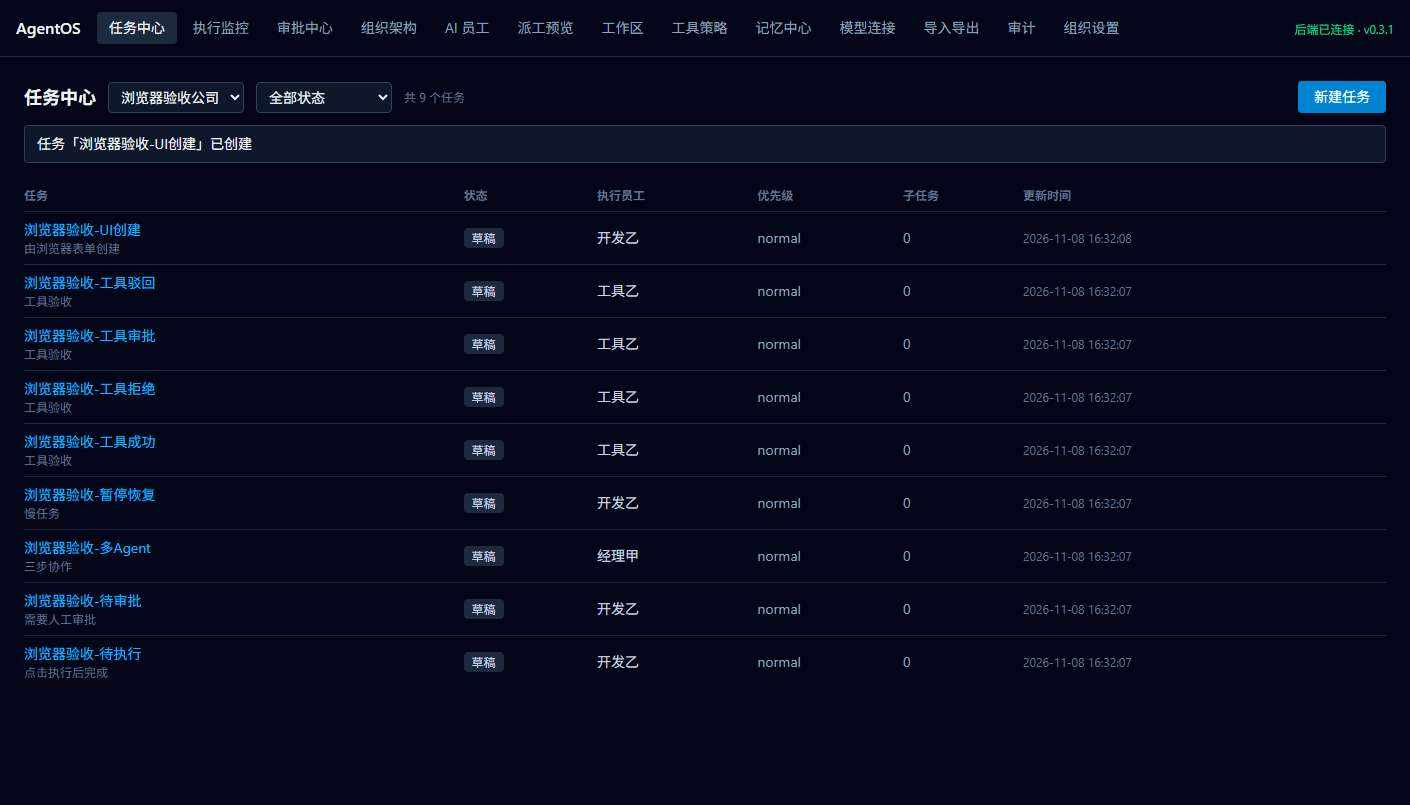 AgentOS 任务中心 执行监控 审批中心 组织架构 AI 员工 派工预览 工作区 工具策略 记忆中心 模型连接 导入导出 审计 组织设置 后端已连接 · v0.3.1
任务中心 浏览器验收公司 全部状态 共 9 个任务 新建任务
任务「浏览器验收-UI创建」已创建
任务 状态 执行员工 优先级 子任务 更新时间
浏览器验收-UI创建
由浏览器表单创建
草稿 开发乙 normal 0 2026-11-08 16:32:08
浏览器验收-工具驳回
工具验收
草稿 工具乙 normal 0 2026-11-08 16:32:07
浏览器验收-工具审批
工具验收
草稿 工具乙 normal 0 2026-11-08 16:32:07
浏览器验收-工具拒绝
工具验收
草稿 工具乙 normal 0 2026-11-08 16:32:07
浏览器验收-工具成功
工具验收
草稿 工具乙 normal 0 2026-11-08 16:32:07
浏览器验收-暂停恢复
慢任务
草稿 开发乙 normal 0 2026-11-08 16:32:07
浏览器验收-多Agent
三步协作
草稿 经理甲 normal 0 2026-11-08 16:32:07
浏览器验收-待审批
需要人工审批
草稿 开发乙 normal 0 2026-11-08 16:32:07
浏览器验收-待执行
点击执行后完成
草稿 开发乙 normal 0 2026-11-08 16:32:07